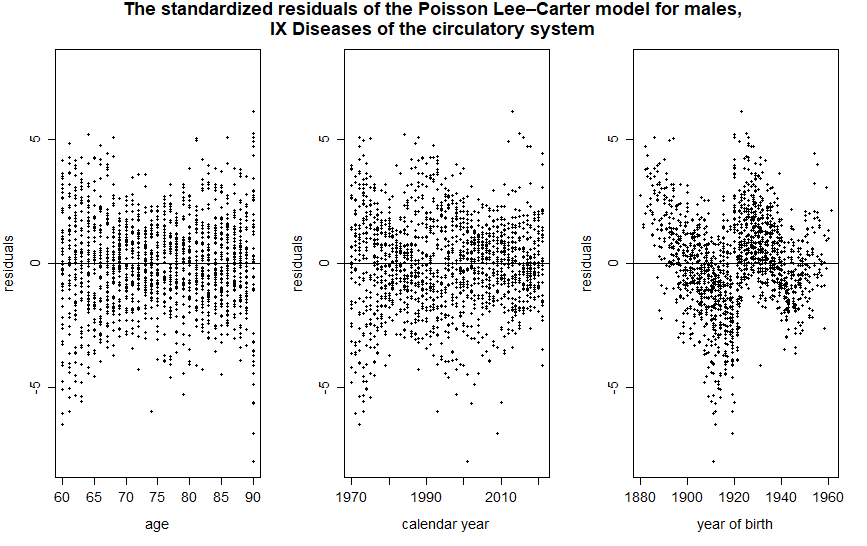 The standardized residuals of the Poisson Lee–Carter model for males,
IX Diseases of the circulatory system
residuals
5
0
-5
60 65 70 75 80 85 90
age
residuals
5
0
-5
1970 1990 2010
calendar year
residuals
5
0
-5
1880 1900 1920 1940 1960
year of birth